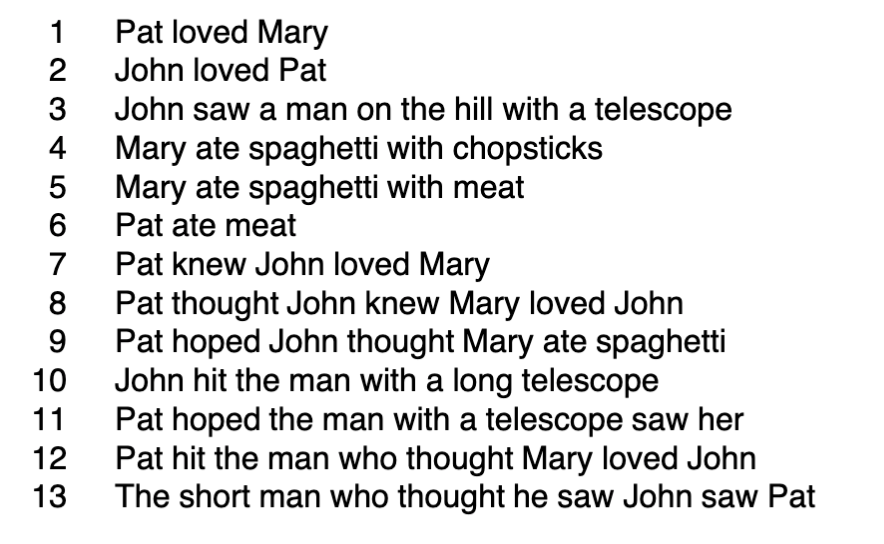 1 Pat loved Mary
2 John loved Pat
3 John saw a man on the hill with a telescope
4 Mary ate spaghetti with chopsticks
5 Mary ate spaghetti with meat
6 Pat ate meat
7 Pat knew John loved Mary
8 Pat thought John knew Mary loved John
9 Pat hoped John thought Mary ate spaghetti
10 John hit the man with a long telescope
11 Pat hoped the man with a telescope saw her
12 Pat hit the man who thought Mary loved John
13 The short man who thought he saw John saw Pat